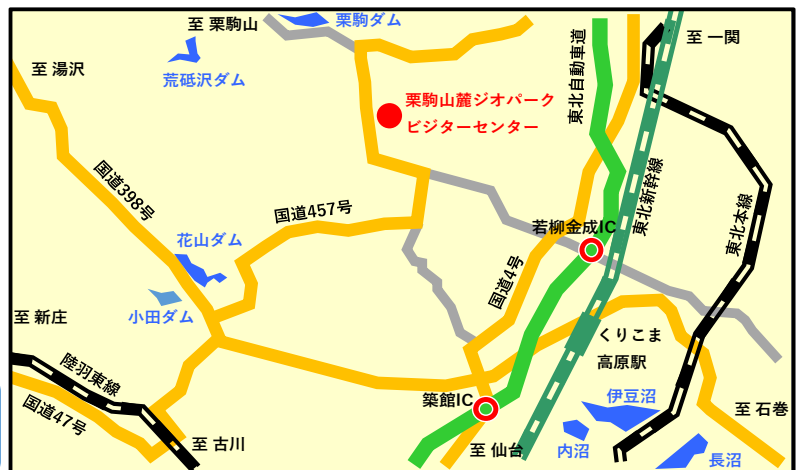 至 栗駒山
栗駒ダム
至 一関
至 湯沢
荒砥沢ダム
東北自動車道
栗駒山麓ジオパーク
ビジターセンター
国道398号
国道457号
花山ダム
若柳金成IC
東北新幹線
東北本線
国道4号
小田ダム
至 新庄
くりこま
高原駅
陸羽東線
国道47号
築館IC
伊豆沼
至 石巻
至 古川
至 仙台
内沼
長沼